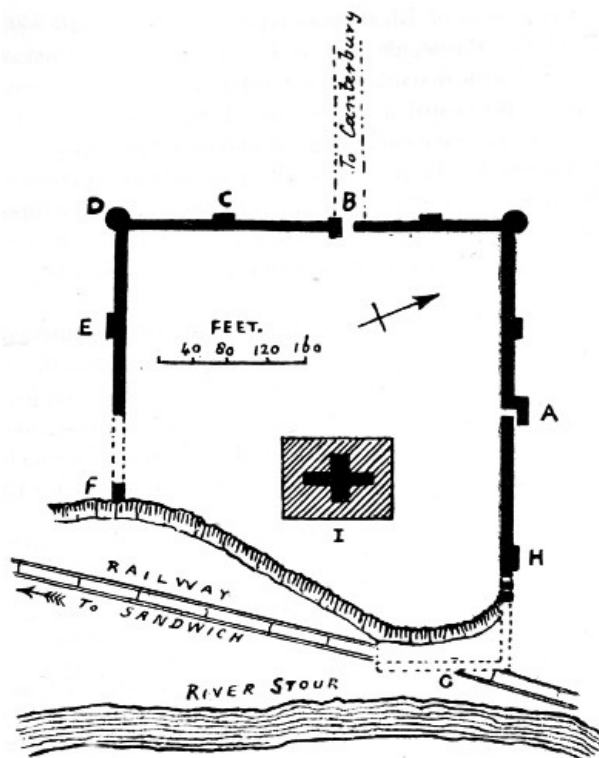 To Canterbury
D
C
B
E
FEET.
40 80 120 160
A
F
I
H
RAILWAY
TO SANDWICH
G
RIVER STOUR